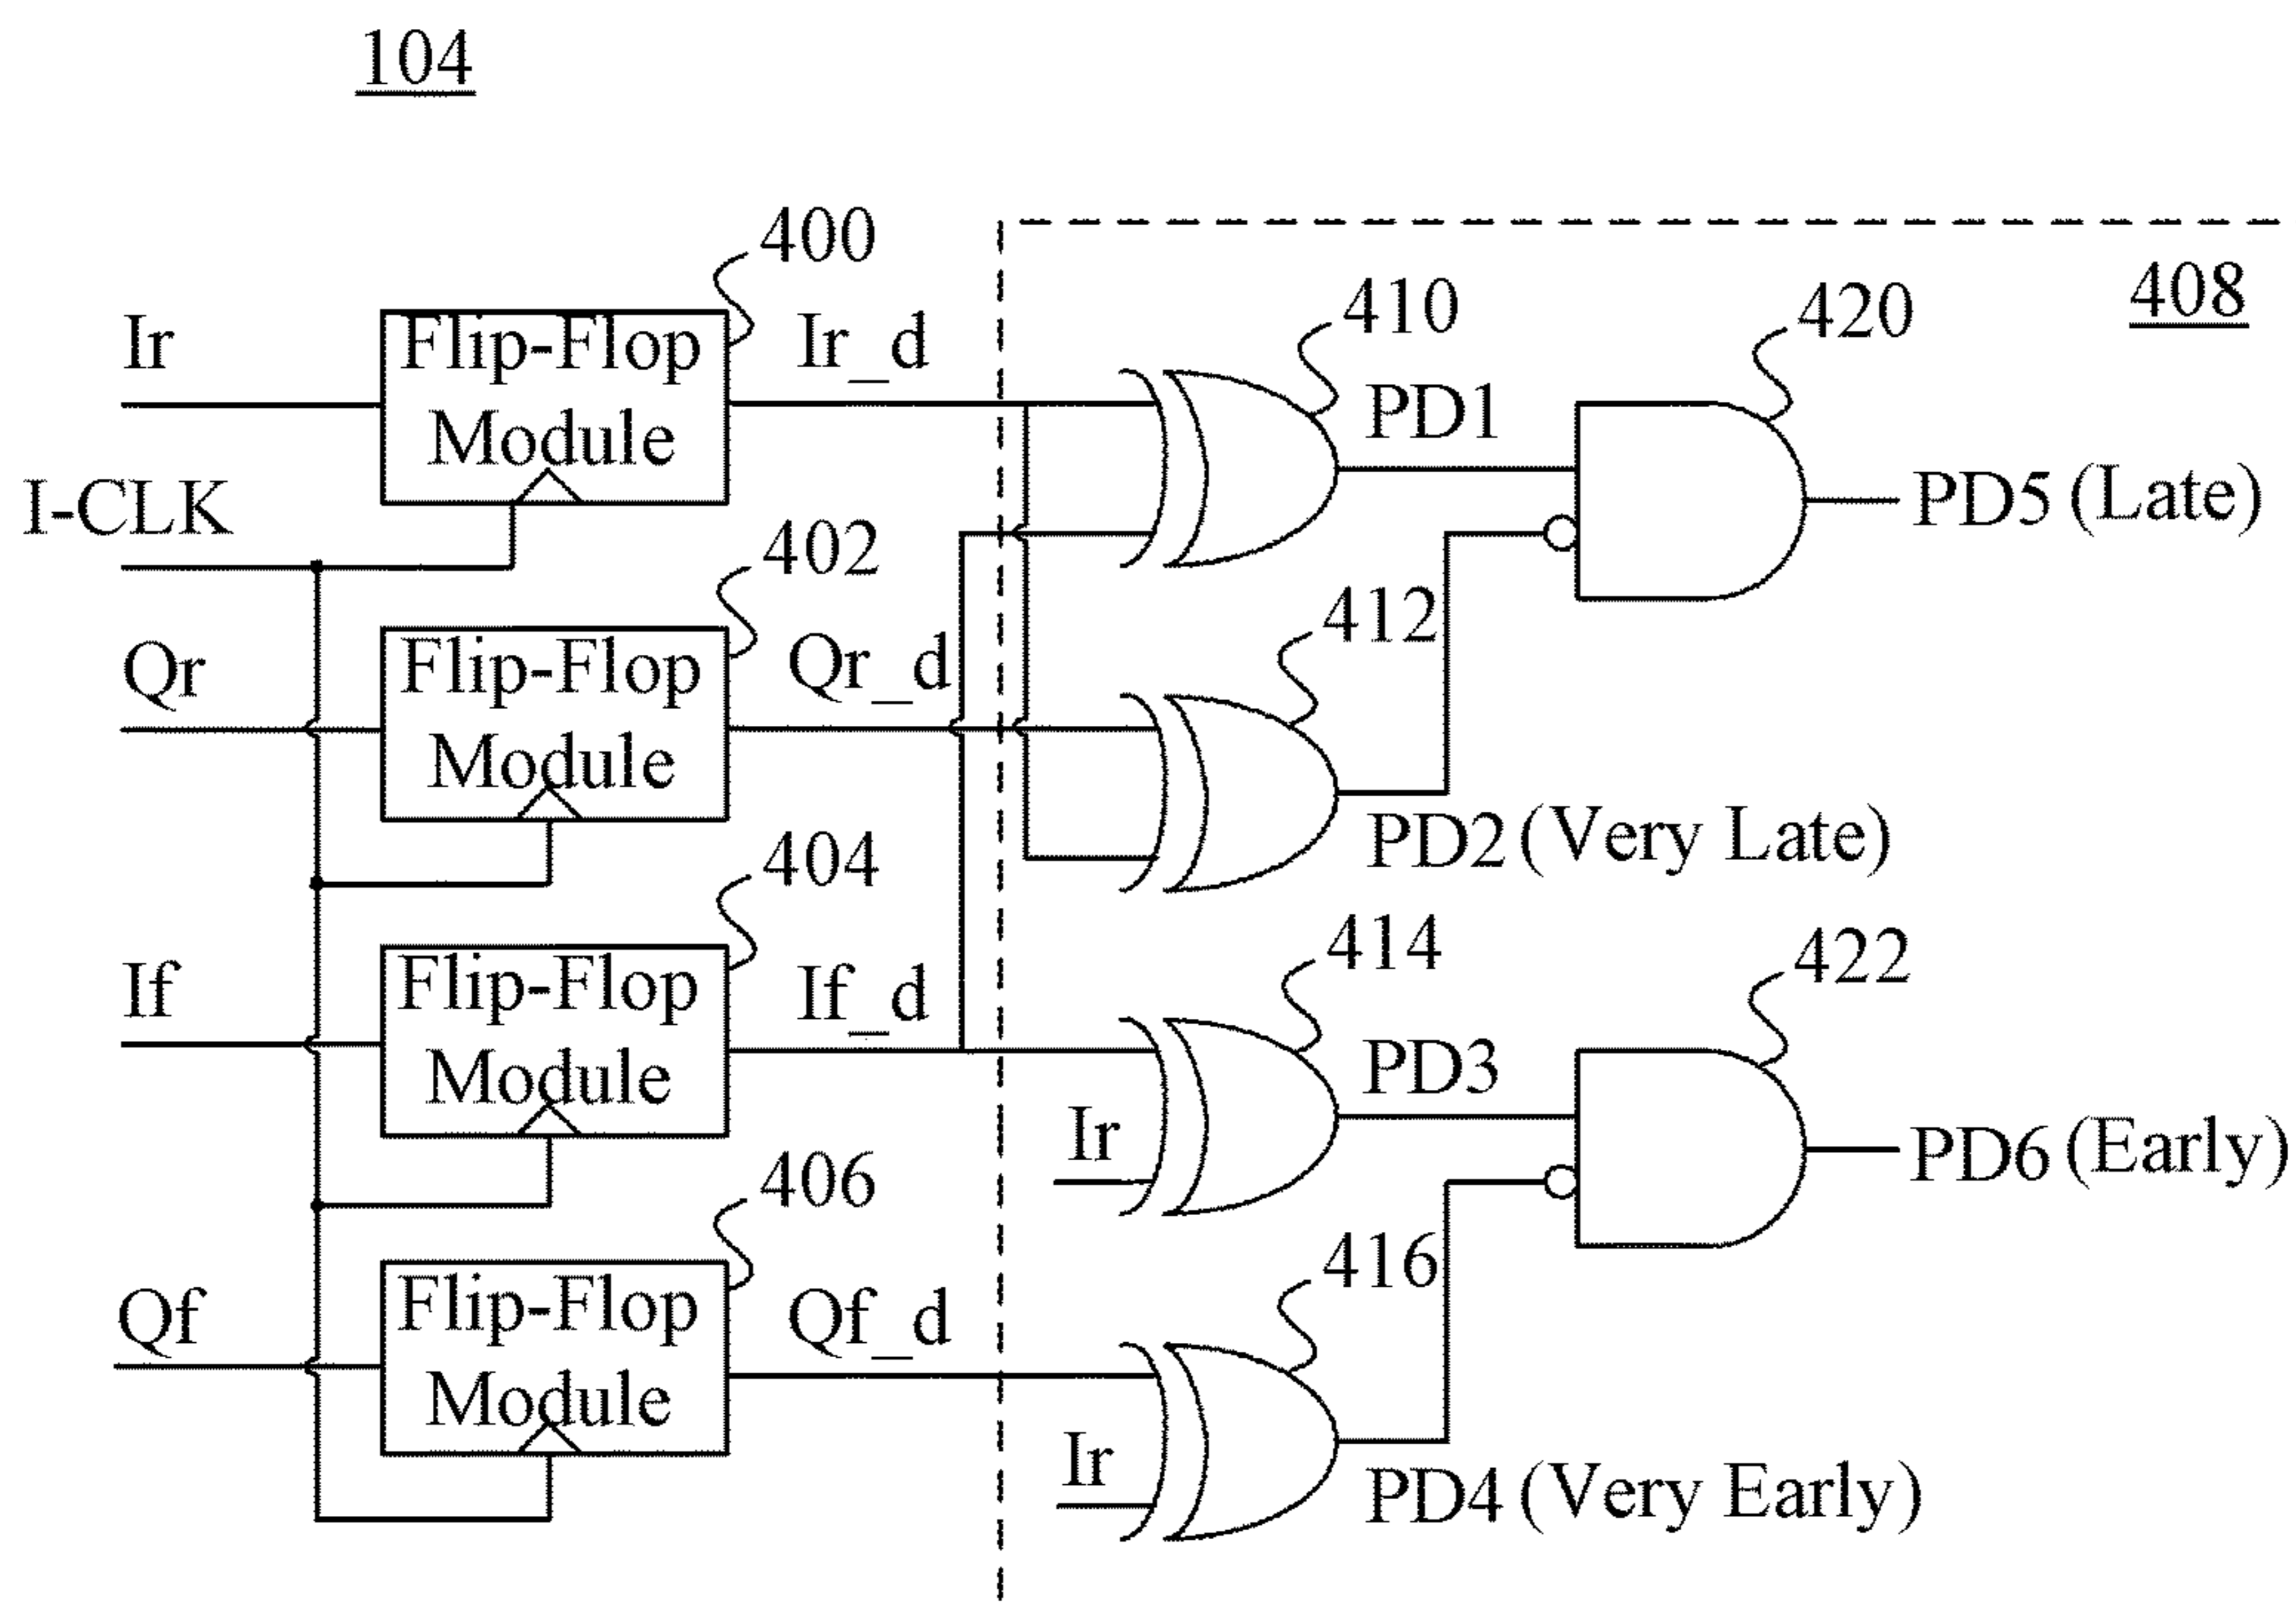 104
400
410
420
408
Ir
Flip-Flop
Module
Ir_d
PD1
PD5 (Late)
I-CLK
402
412
Qr
Flip-Flop
Module
Qr_d
PD2 (Very Late)
404
414
422
If
Flip-Flop
Module
If_d
PD3
Ir
PD6 (Early)
406
416
Qf
Flip-Flop
Module
Qf_d
Ir
PD4 (Very Early)